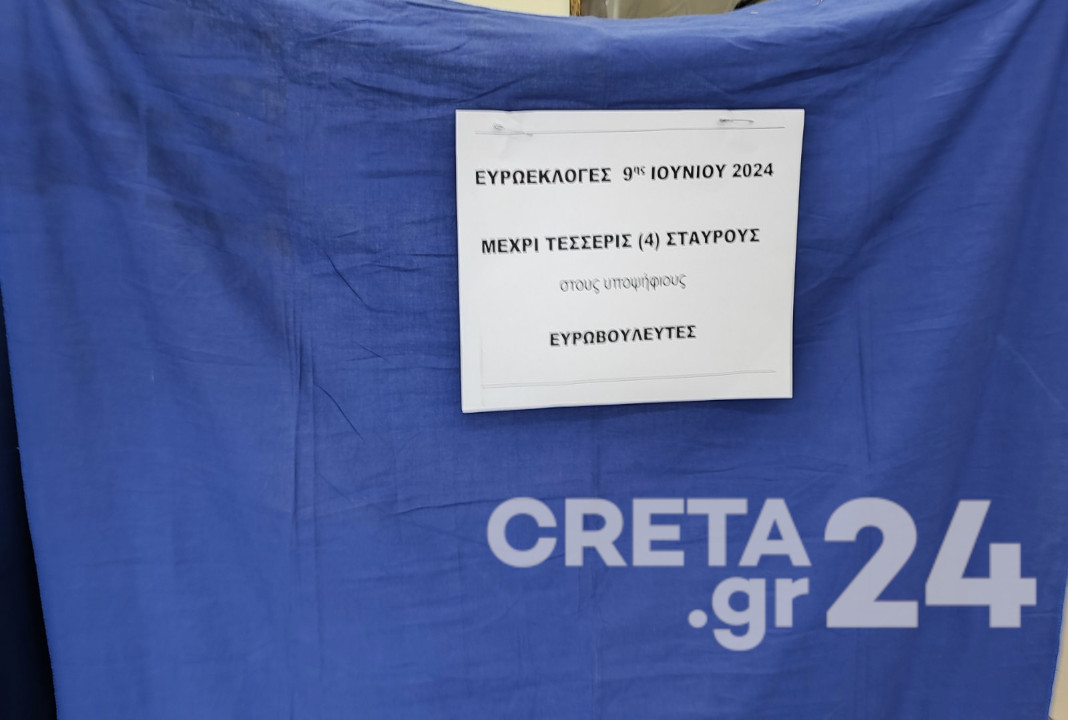 ΕΥΡΩΕΚΛΟΓΕΣ 9ης ΙΟΥΝΙΟΥ 2024
ΜΕΧΡΙ ΤΕΣΣΕΡΙΣ (4) ΣΤΑΥΡΟΥΣ
στους υποψήφιους
ΕΥΡΩΒΟΥΛΕΥΤΕΣ
CRETA 24
.gr